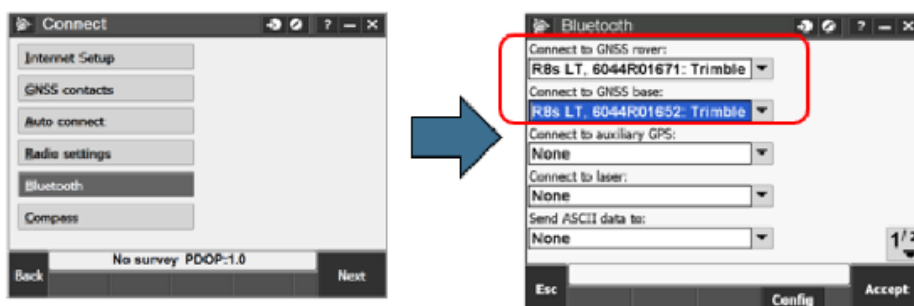 Connect
? – ×
Internet Setup
GNSS contacts
Auto connect
Radio settings
Bluetooth
Compass
No survey PDOP:1.0
Back
Next
Bluetooth
? – ×
Connect to GNSS rover:
R8s LT, 6044R01671: Trimble
Connect to GNSS base:
R8s LT, 6044R01652: Trimble
Connect to auxiliary GPS:
None
Connect to laser:
None
Send ASCII data to:
None
1/2
Esc
Config
Accept